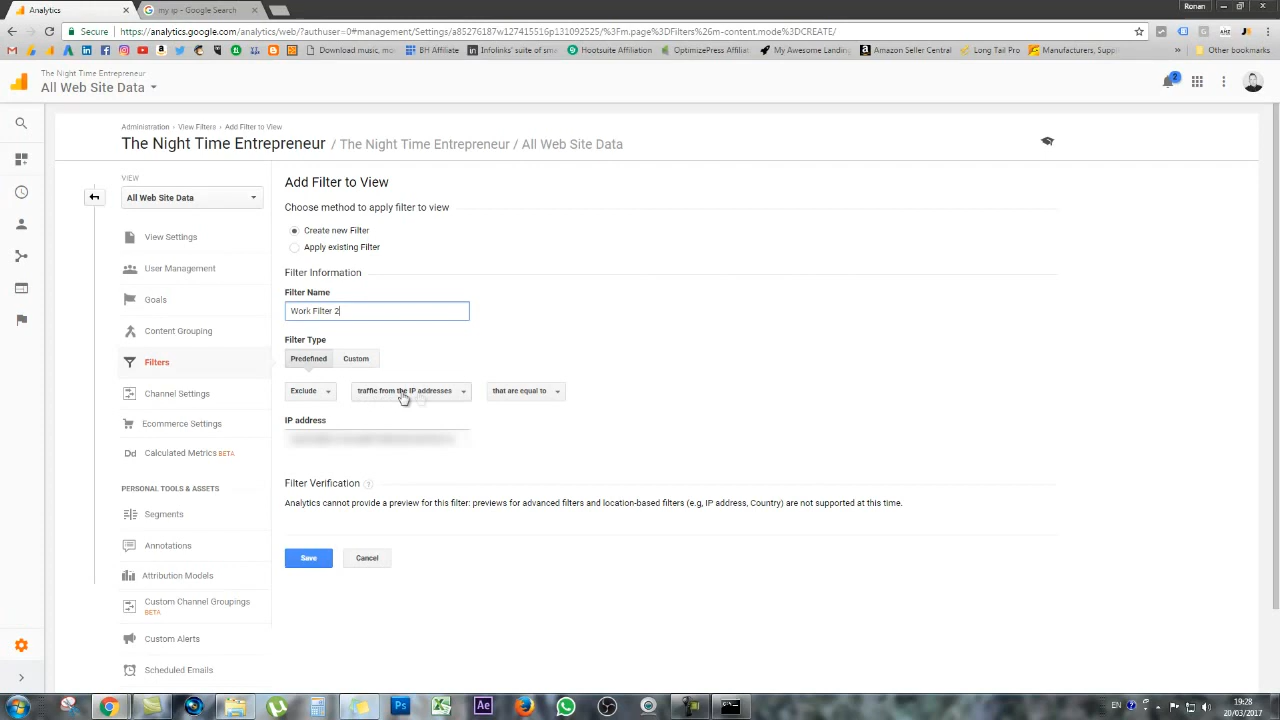 Analytics
my ip - Google Search
Ronan
Secure
https://analytics.google.com/analytics/web/?authuser=0#management/Settings/a85276187w127415516p131092525/%3Fm.page%3DFilters%26m-content.mode%3DCREATE/
Download music, mo
BH Affiliate
Infolinks' suite of in
Hootsuite Affiliation
OptimizePress Affiliat
My Awesome Landing
Amazon Seller Central
Long Tail Pro
Manufacturers, Supp
»
Other bookmarks
The Night Time Entrepreneur
All Web Site Data
2
Administration › View Filters › Add Filter to View
The Night Time Entrepreneur / The Night Time Entrepreneur / All Web Site Data
VIEW
All Web Site Data
View Settings
User Management
Goals
Content Grouping
Filters
Channel Settings
Ecommerce Settings
Dd Calculated Metrics BETA
PERSONAL TOOLS & ASSETS
Segments
Annotations
Attribution Models
Custom Channel Groupings
BETA
Custom Alerts
Scheduled Emails
Add Filter to View
Choose method to apply filter to view
Create new Filter
Apply existing Filter
Filter Information
Filter Name
Work Filter 2
Filter Type
Predefined
Custom
Exclude
traffic from the IP addresses
that are equal to
IP address
Filter Verification ?
Analytics cannot provide a preview for this filter: previews for advanced filters and location-based filters (e.g, IP address, Country) are not supported at this time.
Save
Cancel
Ps
Ae
EN
19:28
20/03/2017